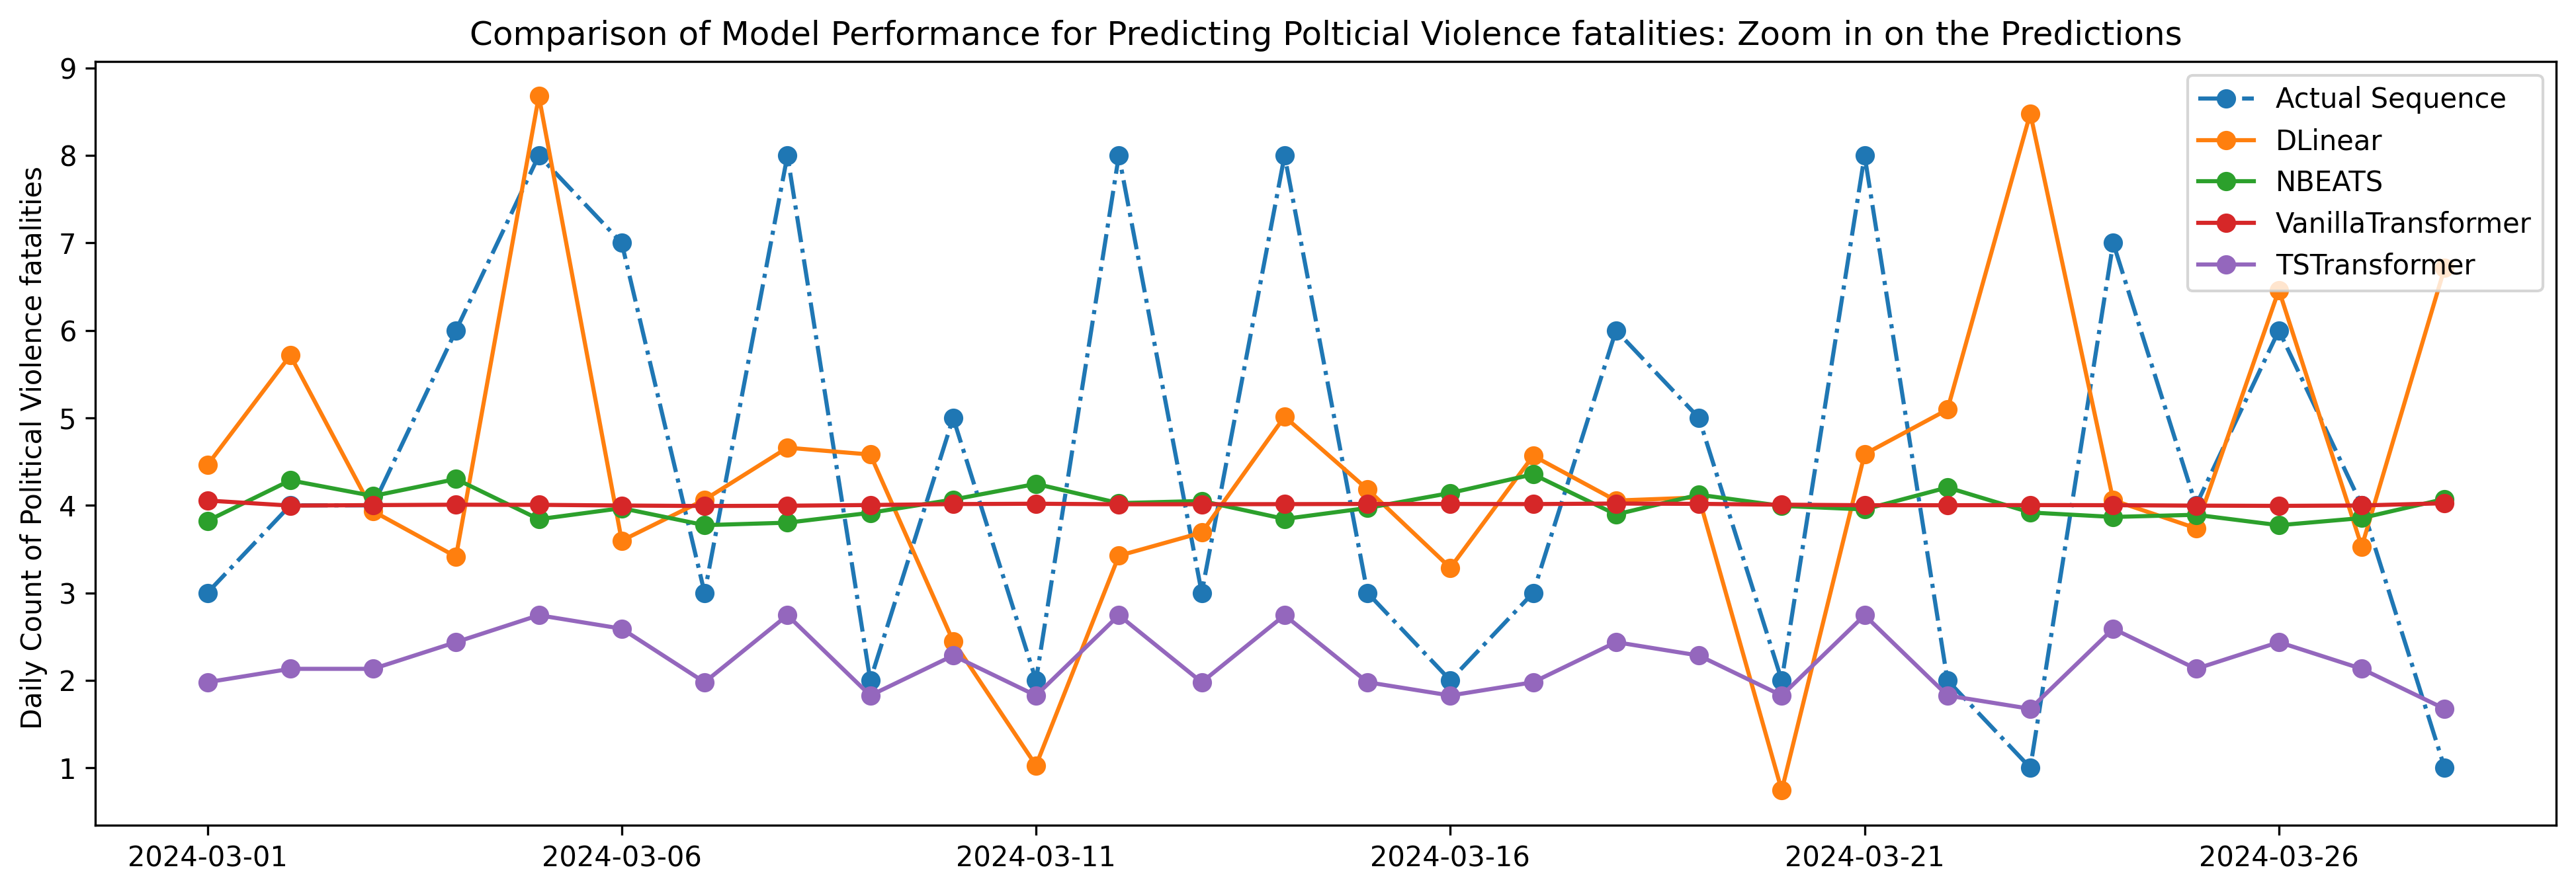 Comparison of Model Performance for Predicting Polticial Violence fatalities: Zoom in on the Predictions
Daily Count of Political Violence fatalities
9
8
7
6
5
4
3
2
1
Actual Sequence
DLinear
NBEATS
VanillaTransformer
TSTransformer
2024-03-01
2024-03-06
2024-03-11
2024-03-16
2024-03-21
2024-03-26